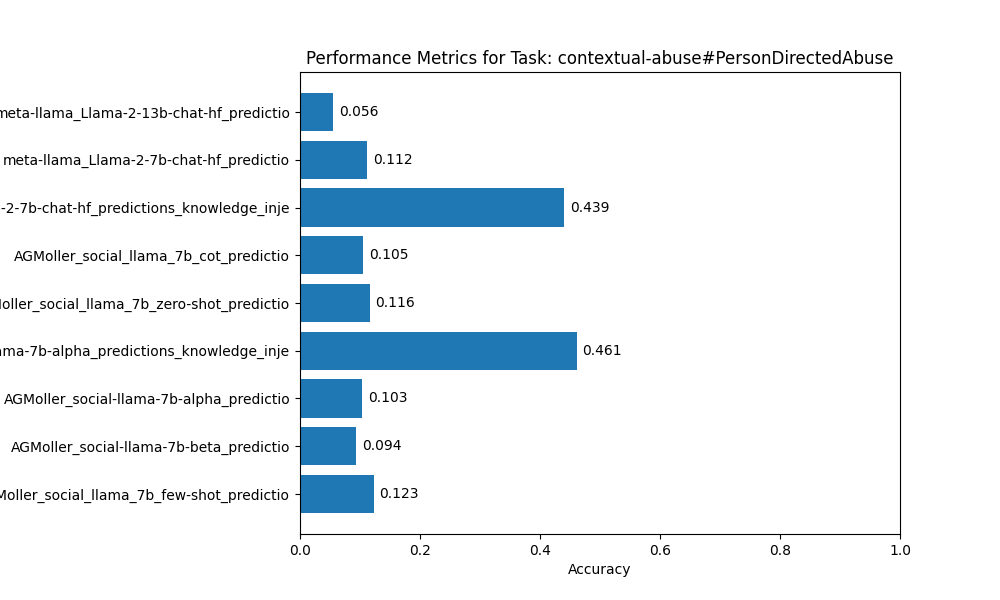 Performance Metrics for Task: contextual-abuse#PersonDirectedAbuse
meta-llama_Llama-2-13b-chat-hf_predictio 0.056
meta-llama_Llama-2-7b-chat-hf_predictio 0.112
-2-7b-chat-hf_predictions_knowledge_inje 0.439
AGMoller_social_llama_7b_cot_predictio 0.105
oller_social_llama_7b_zero-shot_predictio 0.116
ma-7b-alpha_predictions_knowledge_inje 0.461
AGMoller_social-llama-7b-alpha_predictio 0.103
AGMoller_social-llama-7b-beta_predictio 0.094
Moller_social_llama_7b_few-shot_predictio 0.123
0.0 0.2 0.4 0.6 0.8 1.0
Accuracy